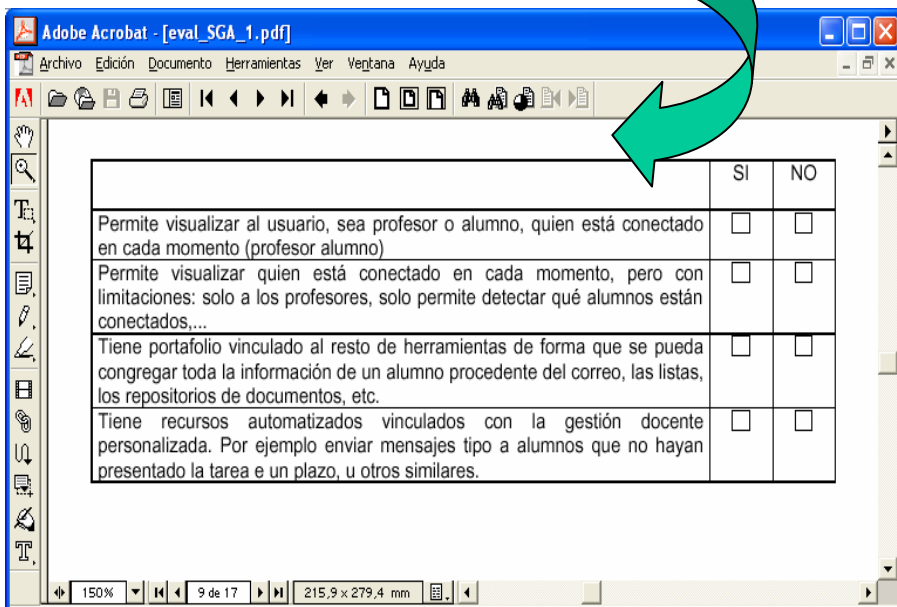 Adobe Acrobat - [eval_SGA_1.pdf]
Archivo Edición Documento Herramientas Ver Ventana Ayuda
SI NO
Permite visualizar al usuario, sea profesor o alumno, quien está conectado
en cada momento (profesor alumno)
Permite visualizar quien está conectado en cada momento, pero con
limitaciones: solo a los profesores, solo permite detectar qué alumnos están
conectados,...
Tiene portafolio vinculado al resto de herramientas de forma que se pueda
congregar toda la información de un alumno procedente del correo, las listas,
los repositorios de documentos, etc.
Tiene recursos automatizados vinculados con la gestión docente
personalizada. Por ejemplo enviar mensajes tipo a alumnos que no hayan
presentado la tarea e un plazo, u otros similares.
150% 9 de 17 215,9 x 279,4 mm